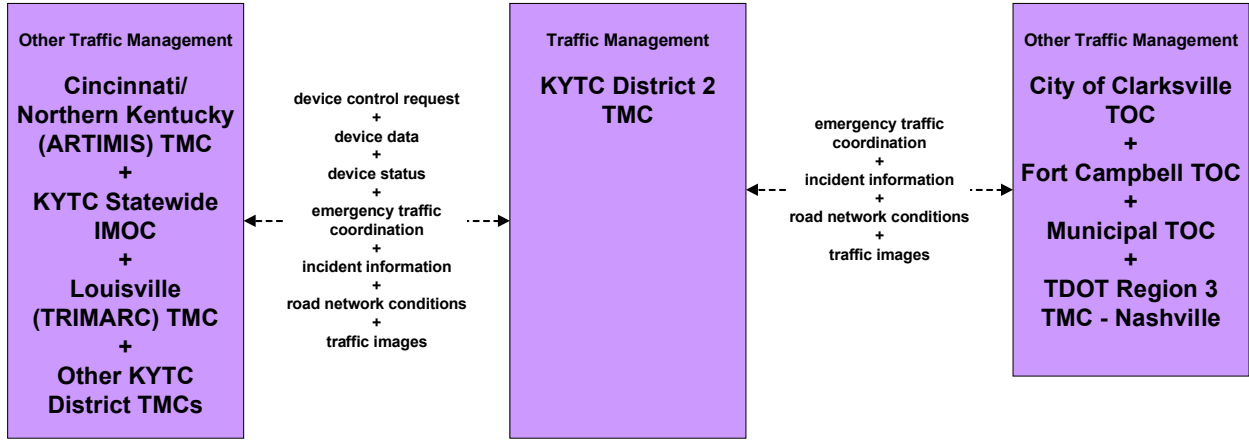 Other Traffic Management
Cincinnati/
Northern Kentucky
(ARTIMIS) TMC
+
KYTC Statewide
IMOC
+
Louisville
(TRIMARC) TMC
+
Other KYTC
District TMCs
device control request
+
device data
+
device status
+
emergency traffic
coordination
+
incident information
+
road network conditions
+
traffic images
Traffic Management
KYTC District 2
TMC
emergency traffic
coordination
+
incident information
+
road network conditions
+
traffic images
Other Traffic Management
City of Clarksville
TOC
+
Fort Campbell TOC
+
Municipal TOC
+
TDOT Region 3
TMC - Nashville